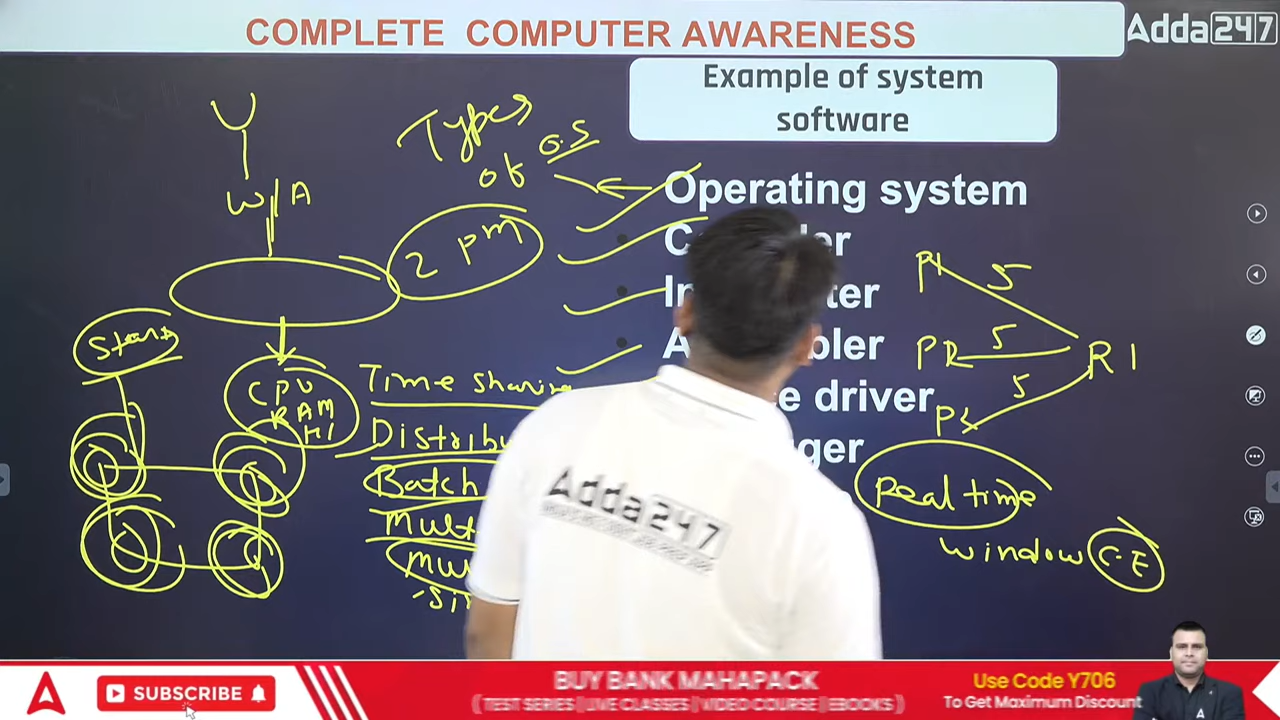 COMPLETE COMPUTER AWARENESS
Adda247
Example of system
software
Types
of O.S
Y
W/A
2 pm
Operating system
Start
CPU
RAM
Time sharing
Batch
driver
P1 5
PR 5 R1
5
Real time
Window C.E
Adda247
SUBSCRIBE
BUY BANK MAHAPACK
( TEST SERIES | LIVE CLASSES | VIDEO COURSE | EBOOKS )
Use Code Y706
To Get Maximum Discount